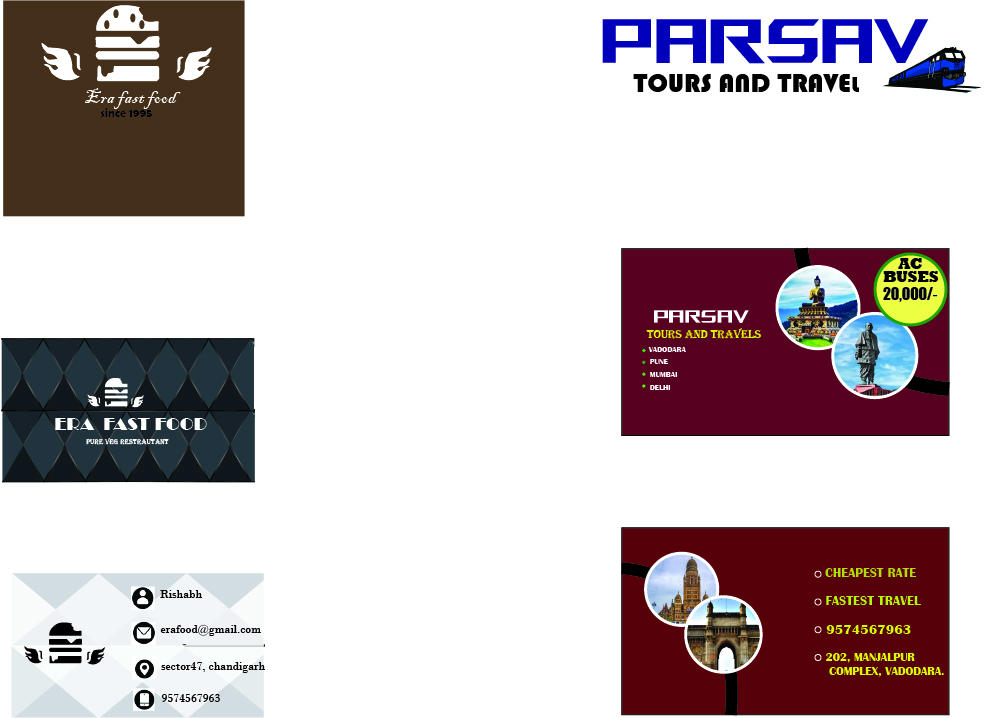 Era fast food
since 1995
ERA FAST FOOD
PURE VEG RESTRAUTANT
Rishabh
erafood@gmail.com
sector47, chandigarh
9574567963
PARSAV
TOURS AND TRAVEL
AC
BUSES
20,000/-
PARSAV
TOURS AND TRAVELS
VADODARA
PUNE
MUMBAI
DELHI
CHEAPEST RATE
FASTEST TRAVEL
9574567963
202, MANJALPUR
COMPLEX, VADODARA.